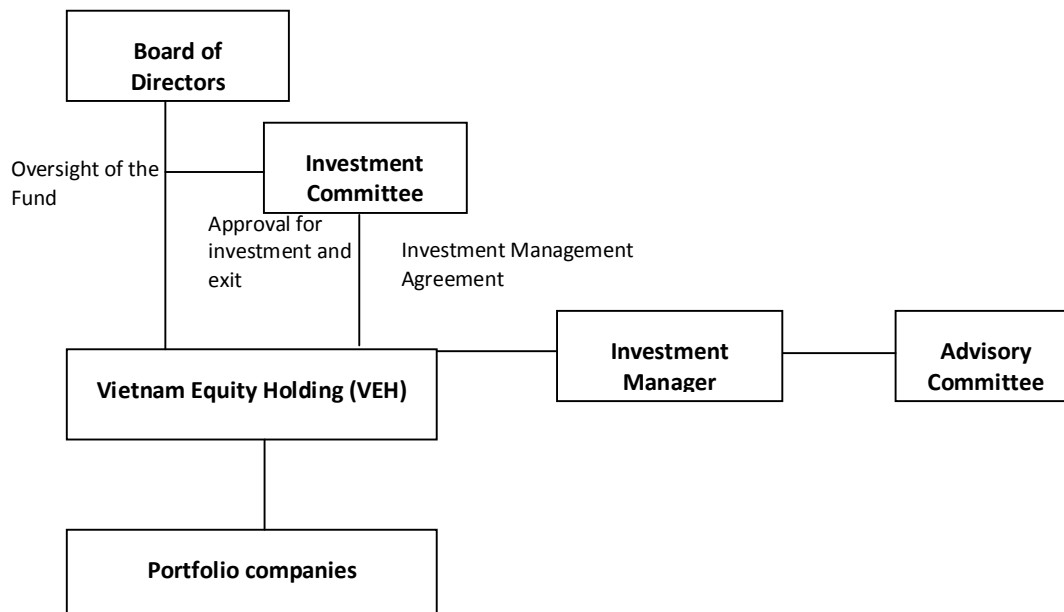 Board of
Directors
Oversight of the
Fund
Investment
Committee
Approval for
investment and
exit
Investment Management
Agreement
Investment
Manager
Advisory
Committee
Vietnam Equity Holding (VEH)
Portfolio companies